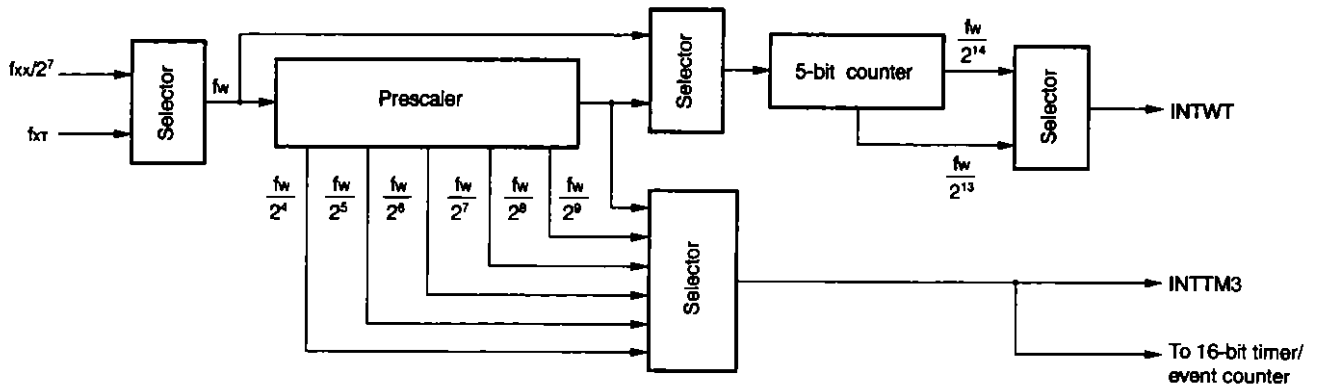 fxx/2⁷
fXT
Selector
fw
Prescaler
Selector
5-bit counter
fw
2¹⁴
fw
2¹³
Selector
INTWT
fw
2⁴
fw
2⁵
fw
2⁶
fw
2⁷
fw
2⁸
fw
2⁹
Selector
INTTM3
To 16-bit timer/
event counter